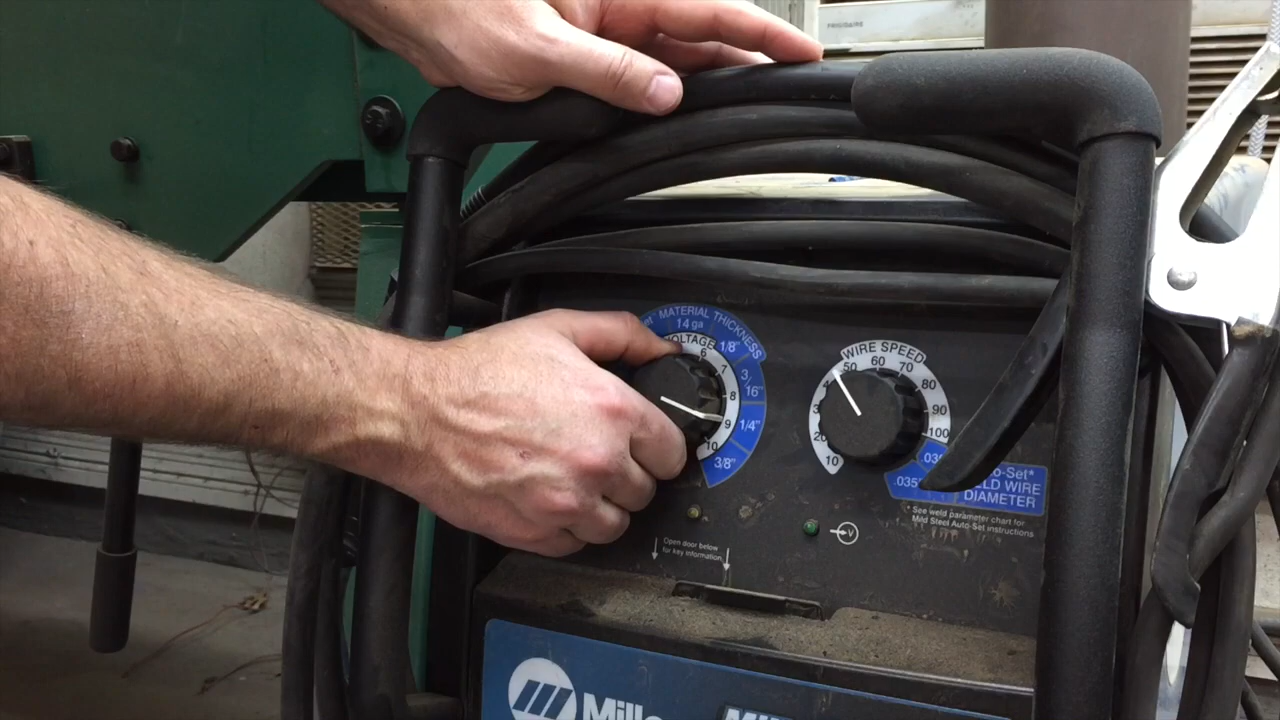 FRIGIDAIRE
MATERIAL THICKNESS
14 ga
1/8"
3/16"
1/4"
3/8"
VOLTAGE
6
7
8
9
10
WIRE SPEED
10
20
50
60
70
80
90
100
.035"
WELD WIRE
DIAMETER
See weld parameter chart for
Mild Steel Auto-Set instructions
Open door below
for key information
V